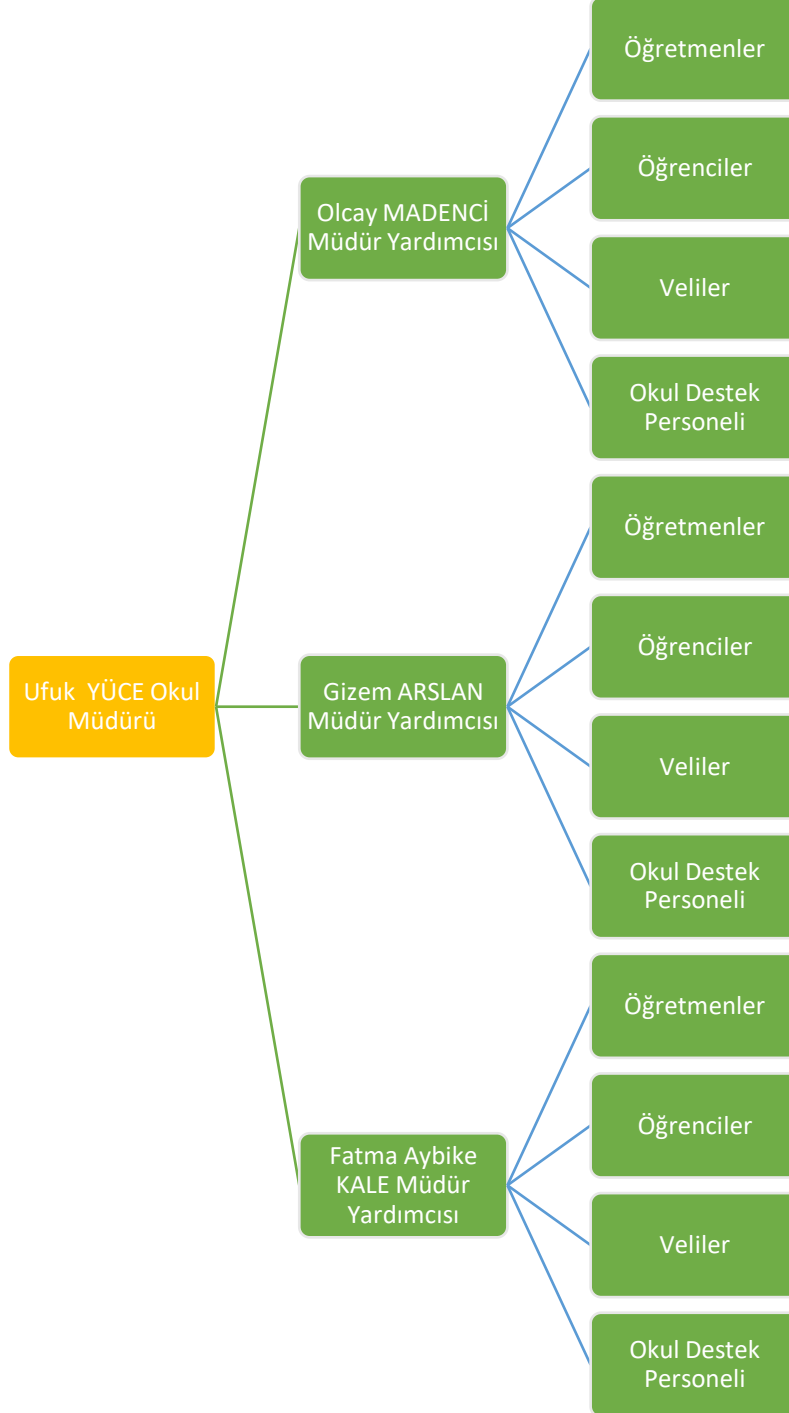 Öğretmenler
Öğrenciler
Olcay MADENCİ
Müdür Yardımcısı
Veliler
Okul Destek
Personeli
Öğretmenler
Öğrenciler
Ufuk  YÜCE Okul
Müdürü
Gizem ARSLAN
Müdür Yardımcısı
Veliler
Okul Destek
Personeli
Öğretmenler
Öğrenciler
Fatma Aybike
KALE Müdür
Yardımcısı
Veliler
Okul Destek
Personeli